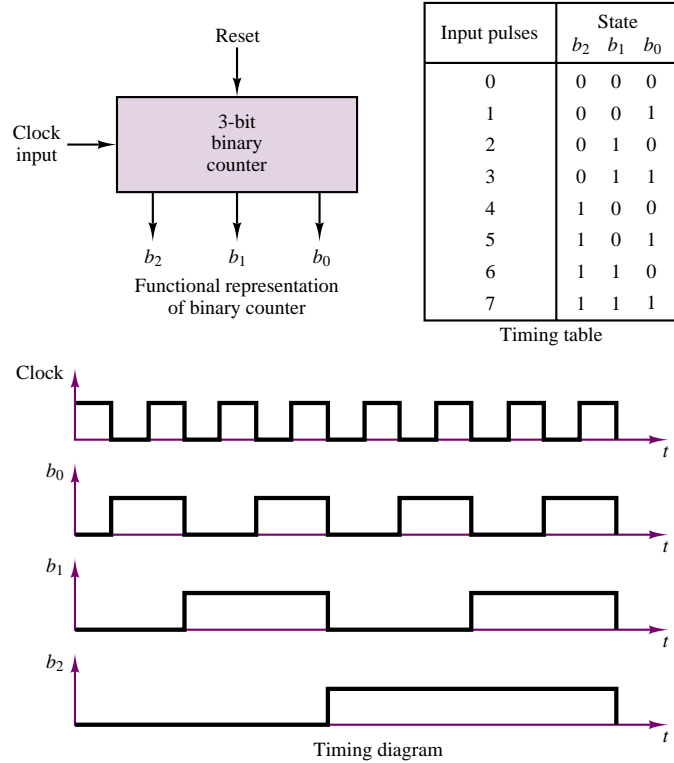 Reset
Clock
input
3-bit
binary
counter
b2 b1 b0
Functional representation
of binary counter
Input pulses State
b2 b1 b0
0 0 0 0
1 0 0 1
2 0 1 0
3 0 1 1
4 1 0 0
5 1 0 1
6 1 1 0
7 1 1 1
Timing table
Clock
t
b0
t
b1
t
b2
t
Timing diagram